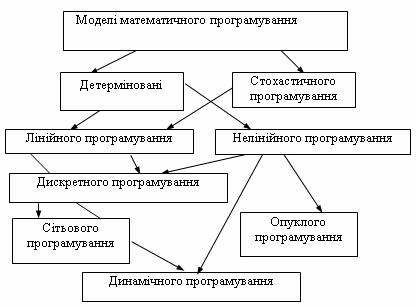 Моделі математичного програмування
Детерміновані
Стохастичного
програмування
Лінійного програмування
Нелінійного програмування
Дискретного програмування
Сітьового
програмування
Опуклого
програмування
Динамічного програмування